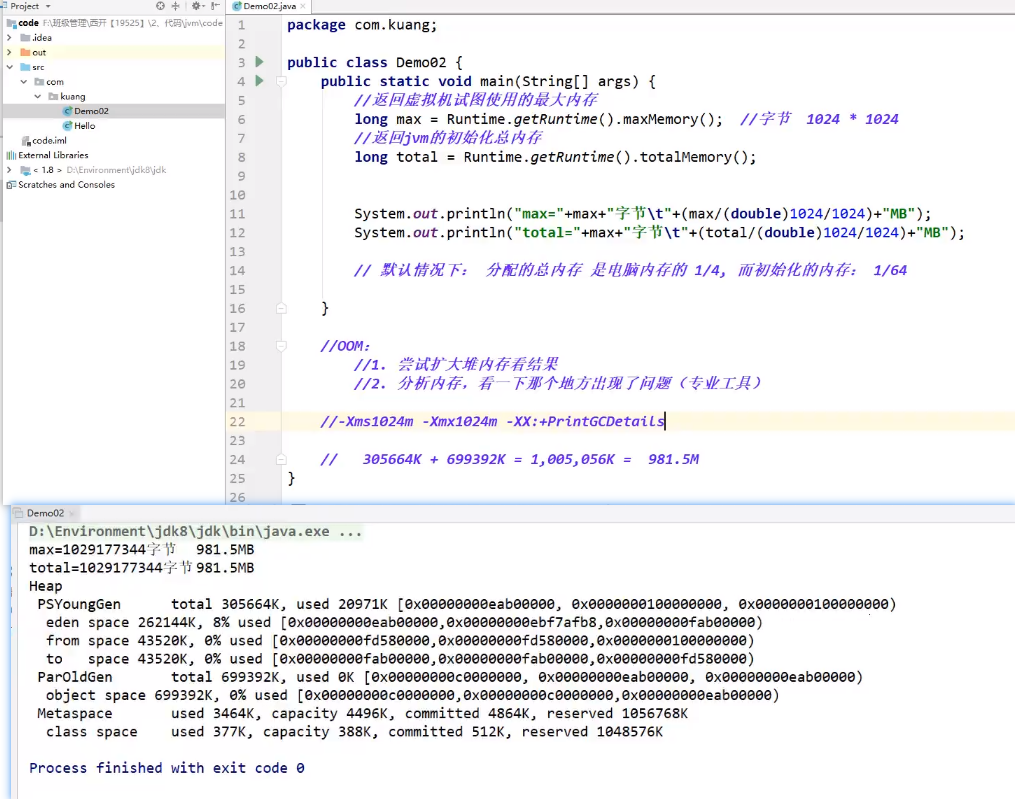 Project
code F:\班级管理\西开【19525】\2、代码\jvm\code
.idea
out
src
com
kuang
Demo02
Hello
code.iml
External Libraries
< 1.8 > D:\Environment\jdk8\jdk
Scratches and Consoles
Demo02.java
1 package com.kuang;
2
3 public class Demo02 {
4 public static void main(String[] args) {
5 //返回虚拟机试图使用的最大内存
6 long max = Runtime.getRuntime().maxMemory(); //字节 1024 * 1024
7 //返回jvm的初始化总内存
8 long total = Runtime.getRuntime().totalMemory();
9
10
11 System.out.println("max="+max+"字节\t"+(max/(double)1024/1024)+"MB");
12 System.out.println("total="+max+"字节\t"+(total/(double)1024/1024)+"MB");
13
14 // 默认情况下： 分配的总内存 是电脑内存的 1/4, 而初始化的内存： 1/64
15
16 }
17
18 //OOM:
19 //1. 尝试扩大堆内存看结果
20 //2. 分析内存，看一下那个地方出现了问题（专业工具）
21
22 //-Xms1024m -Xmx1024m -XX:+PrintGCDetails
23
24 // 305664K + 699392K = 1,005,056K = 981.5M
25 }
26
Demo02
D:\Environment\jdk8\jdk\bin\java.exe ...
max=1029177344字节 981.5MB
total=1029177344字节 981.5MB
Heap
PSYoungGen total 305664K, used 20971K [0x00000000eab00000, 0x0000000100000000, 0x0000000100000000)
eden space 262144K, 8% used [0x00000000eab00000,0x00000000ebf7afb8,0x00000000fab00000)
from space 43520K, 0% used [0x00000000fd580000,0x00000000fd580000,0x0000000100000000)
to space 43520K, 0% used [0x00000000fab00000,0x00000000fab00000,0x00000000fd580000)
ParOldGen total 699392K, used 0K [0x00000000c0000000, 0x00000000eab00000, 0x00000000eab00000)
object space 699392K, 0% used [0x00000000c0000000,0x00000000c0000000,0x00000000eab00000)
Metaspace used 3464K, capacity 4496K, committed 4864K, reserved 1056768K
class space used 377K, capacity 388K, committed 512K, reserved 1048576K
Process finished with exit code 0